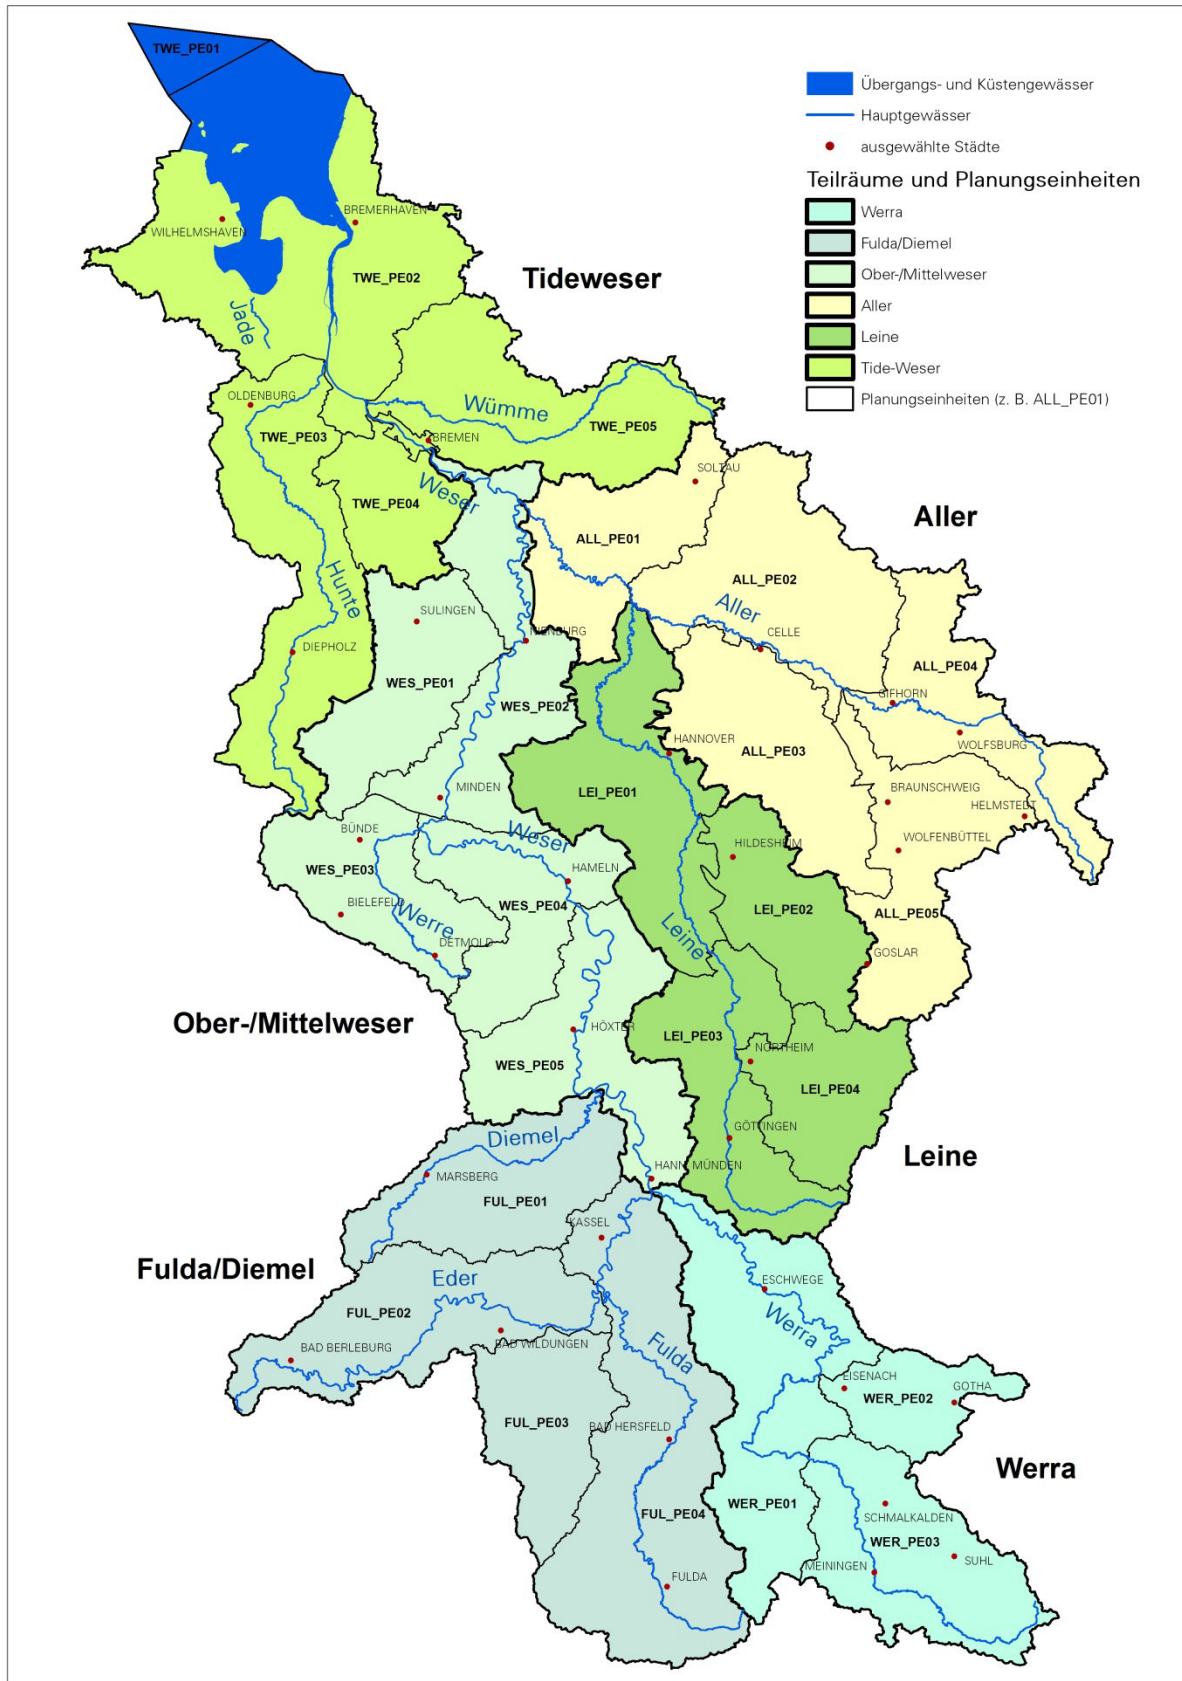 TWE_PE01
Übergangs- und Küstengewässer
Hauptgewässer
ausgewählte Städte
Teilräume und Planungseinheiten
Werra
Fulda/Diemel
Ober-/Mittelweser
Aller
Leine
Tide-Weser
Planungseinheiten (z. B. ALL_PE01)
BREMERHAVEN
WILHELMSHAVEN
TWE_PE02
Tideweser
Jade
OLDENBURG
Wümme
TWE_PE03
TWE_PE05
BREMEN
SOLTAU
Weser
TWE_PE04
Aller
ALL_PE01
ALL_PE02
Hunte
Aller
SULINGEN
NIENBURG
CELLE
DIEPHOLZ
ALL_PE04
WES_PE01
GIFHORN
WES_PE02
WOLFSBURG
HANNOVER
ALL_PE03
BRAUNSCHWEIG
LEI_PE01
MINDEN
HELMSTEDT
BÜNDE
Weser
HILDESHEIM
WOLFENBÜTTEL
WES_PE03
HAMELN
BIELEFELD
WES_PE04
LEI_PE02
ALL_PE05
Werre
Leine
DETMOLD
GOSLAR
Ober-/Mittelweser
HÖXTER
LEI_PE03
NORTHEIM
WES_PE05
LEI_PE04
Diemel
GÖTTINGEN
Leine
MARSBERG
HANN. MÜNDEN
FUL_PE01
KASSEL
Fulda/Diemel
Eder
ESCHWEGE
FUL_PE02
Werra
BAD BERLEBURG
BAD WILDUNGEN
Fulda
EISENACH
GOTHA
WER_PE02
FUL_PE03
BAD HERSFELD
Werra
WER_PE01
FUL_PE04
SCHMALKALDEN
WER_PE03
SUHL
MEININGEN
FULDA